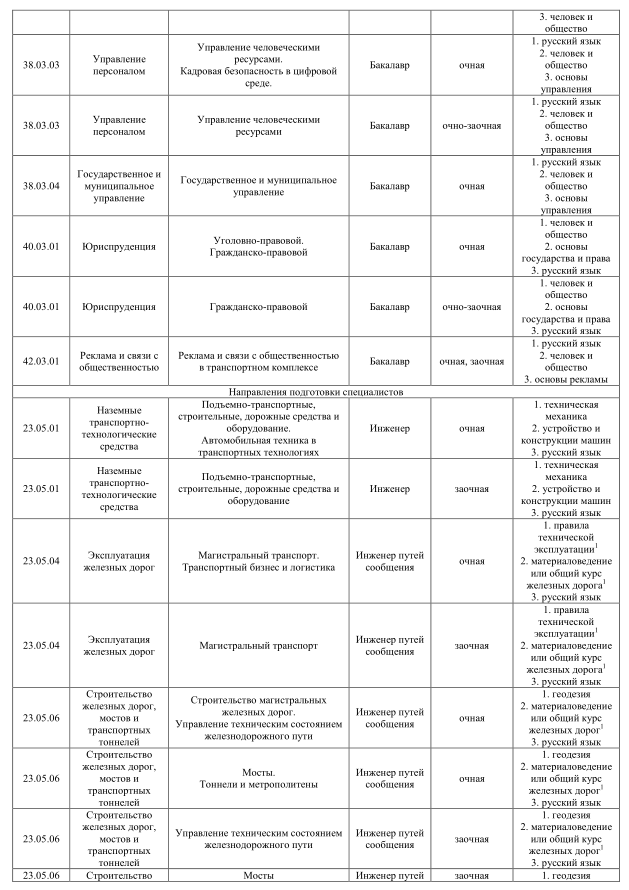 3. человек и
общество
38.03.03
Управление
персоналом
Управление человеческими
ресурсами.
Кадровая безопасность в цифровой
среде.
Бакалавр
очная
1. русский язык
2. человек и
общество
3. основы
управления
38.03.03
Управление
персоналом
Управление человеческими
ресурсами
Бакалавр
очно-заочная
1. русский язык
2. человек и
общество
3. основы
управления
38.03.04
Государственное и
муниципальное
управление
Государственное и муниципальное
управление
Бакалавр
очная
1. русский язык
2. человек и
общество
3. основы
управления
40.03.01
Юриспруденция
Уголовно-правовой.
Гражданско-правовой
Бакалавр
очная
1. человек и
общество
2. основы
государства и права
3. русский язык
40.03.01
Юриспруденция
Гражданско-правовой
Бакалавр
очно-заочная
1. человек и
общество
2. основы
государства и права
3. русский язык
42.03.01
Реклама и связи с
общественностью
Реклама и связи с общественностью
в транспортном комплексе
Бакалавр
очная, заочная
1. русский язык
2. человек и
общество
3. основы рекламы
Направления подготовки специалистов
23.05.01
Наземные
транспортно-
технологические
средства
Подъемно-транспортные,
строительные, дорожные средства и
оборудование.
Автомобильная техника в
транспортных технологиях
Инженер
очная
1. техническая
механика
2. устройство и
конструкции машин
3. русский язык
23.05.01
Наземные
транспортно-
технологические
средства
Подъемно-транспортные,
строительные, дорожные средства и
оборудование
Инженер
заочная
1. техническая
механика
2. устройство и
конструкции машин
3. русский язык
23.05.04
Эксплуатация
железных дорог
Магистральный транспорт.
Транспортный бизнес и логистика
Инженер путей
сообщения
очная
1. правила
технической
эксплуатации¹
2. материаловедение
или общий курс
железных дорога¹
3. русский язык
23.05.04
Эксплуатация
железных дорог
Магистральный транспорт
Инженер путей
сообщения
заочная
1. правила
технической
эксплуатации¹
2. материаловедение
или общий курс
железных дорога¹
3. русский язык
23.05.06
Строительство
железных дорог,
мостов и
транспортных
тоннелей
Строительство магистральных
железных дорог.
Управление техническим состоянием
железнодорожного пути
Инженер путей
сообщения
очная
1. геодезия
2. материаловедение
или общий курс
железных дорог¹
3. русский язык
23.05.06
Строительство
железных дорог,
мостов и
транспортных
тоннелей
Мосты.
Тоннели и метрополитены
Инженер путей
сообщения
очная
1. геодезия
2. материаловедение
или общий курс
железных дорог¹
3. русский язык
23.05.06
Строительство
железных дорог,
мостов и
транспортных
тоннелей
Управление техническим состоянием
железнодорожного пути
Инженер путей
сообщения
заочная
1. геодезия
2. материаловедение
или общий курс
железных дорог¹
3. русский язык
23.05.06
Строительство
Мосты
Инженер путей
заочная
1. геодезия